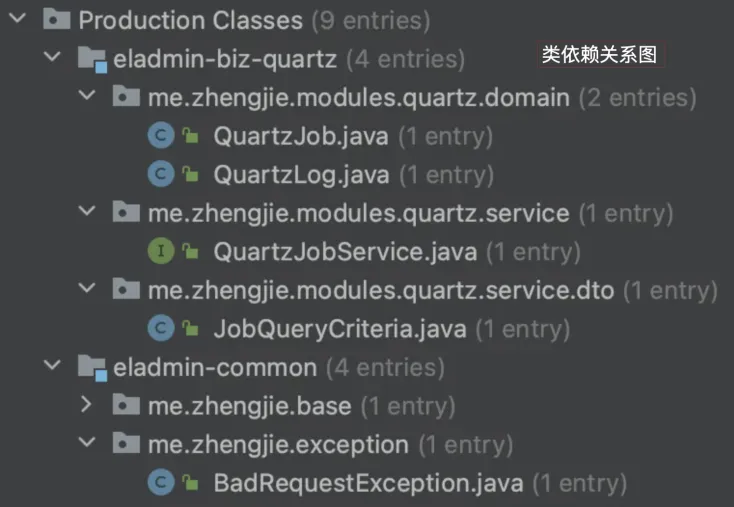 Production Classes (9 entries)
eladmin-biz-quartz (4 entries)
类依赖关系图
me.zhengjie.modules.quartz.domain (2 entries)
QuartzJob.java (1 entry)
QuartzLog.java (1 entry)
me.zhengjie.modules.quartz.service (1 entry)
QuartzJobService.java (1 entry)
me.zhengjie.modules.quartz.service.dto (1 entry)
JobQueryCriteria.java (1 entry)
eladmin-common (4 entries)
me.zhengjie.base (1 entry)
me.zhengjie.exception (1 entry)
BadRequestException.java (1 entry)